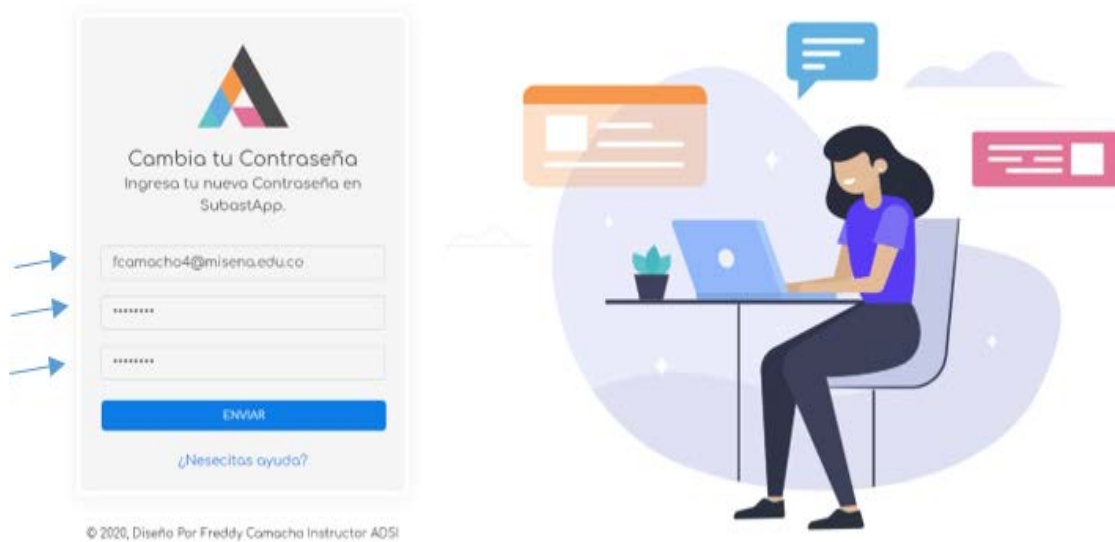 Cambia tu Contraseña
Ingresa tu nueva Contraseña en
SubastApp.
fcamacho4@misena.edu.co
********
********
ENVIAR
¿Nesecitas ayuda?
© 2020, Diseño Por Freddy Camacho Instructor ADSI